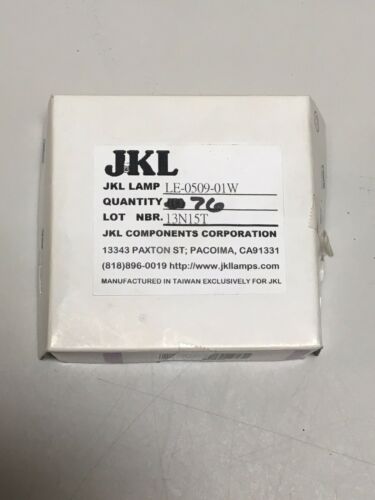 JKL
JKL LAMP LE-0509-01W
QUANTITY 76
LOT NBR. 13N15T
JKL COMPONENTS CORPORATION
13343 PAXTON ST; PACOIMA, CA91331
(818)896-0019 http://www.jkllamps.com
MANUFACTURED IN TAIWAN EXCLUSIVELY FOR JKL